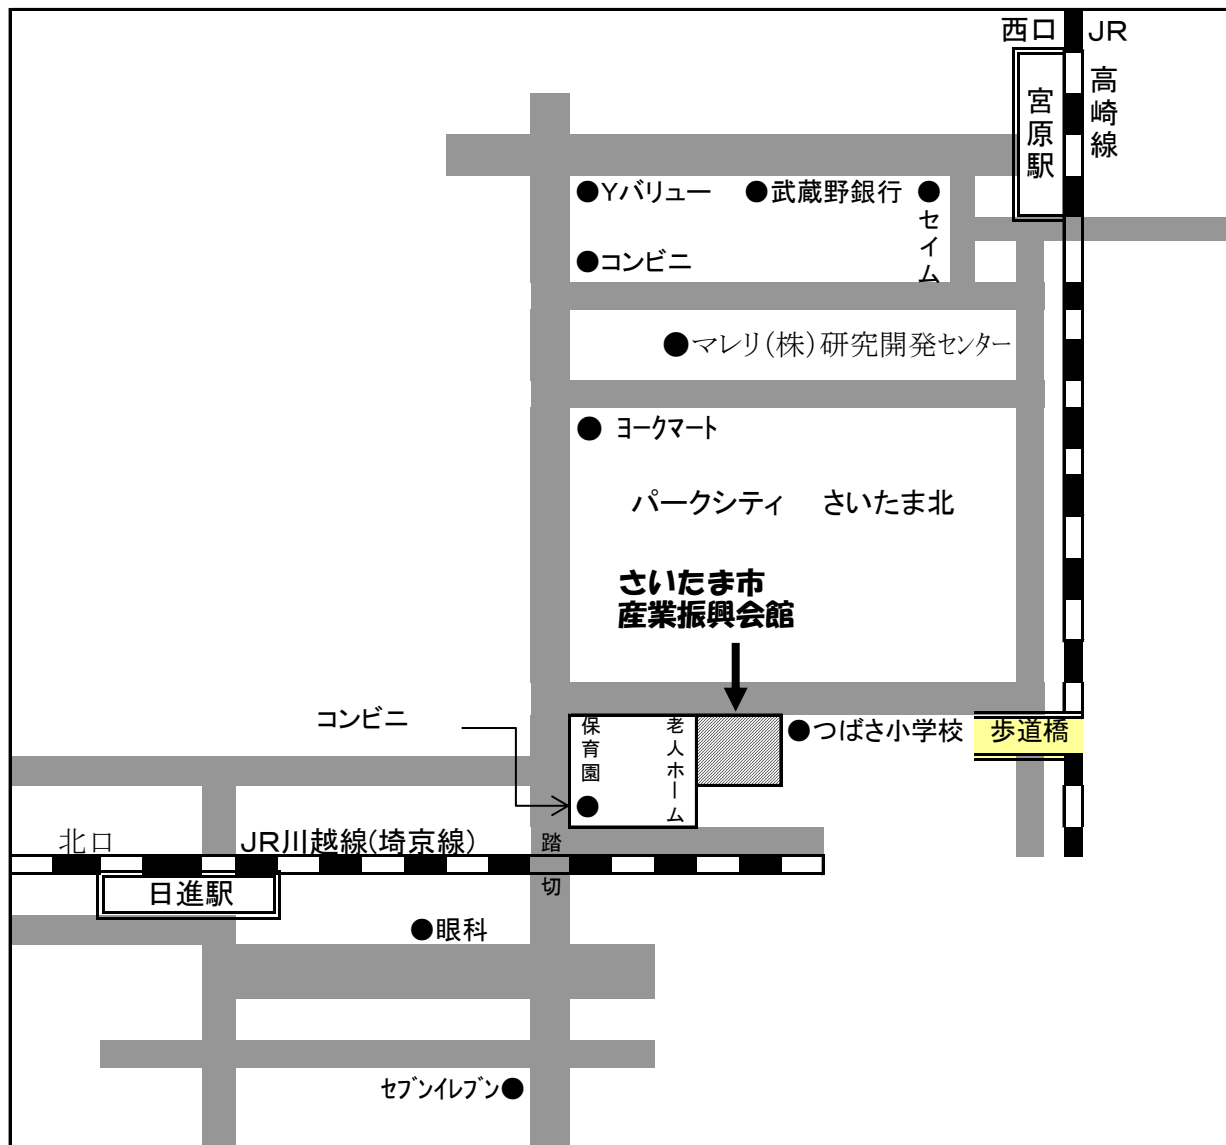 西口
JR
高崎線
宮原駅
●Yバリュー
●武蔵野銀行
●セイム
●コンビニ
●マレリ(株)研究開発センター
● ヨークマート
パークシティ さいたま北
さいたま市
産業振興会館
コンビニ
保育園
老人ホーム
●つばさ小学校
歩道橋
北口
JR川越線(埼京線)
踏切
日進駅
●眼科
セブンイレブン●